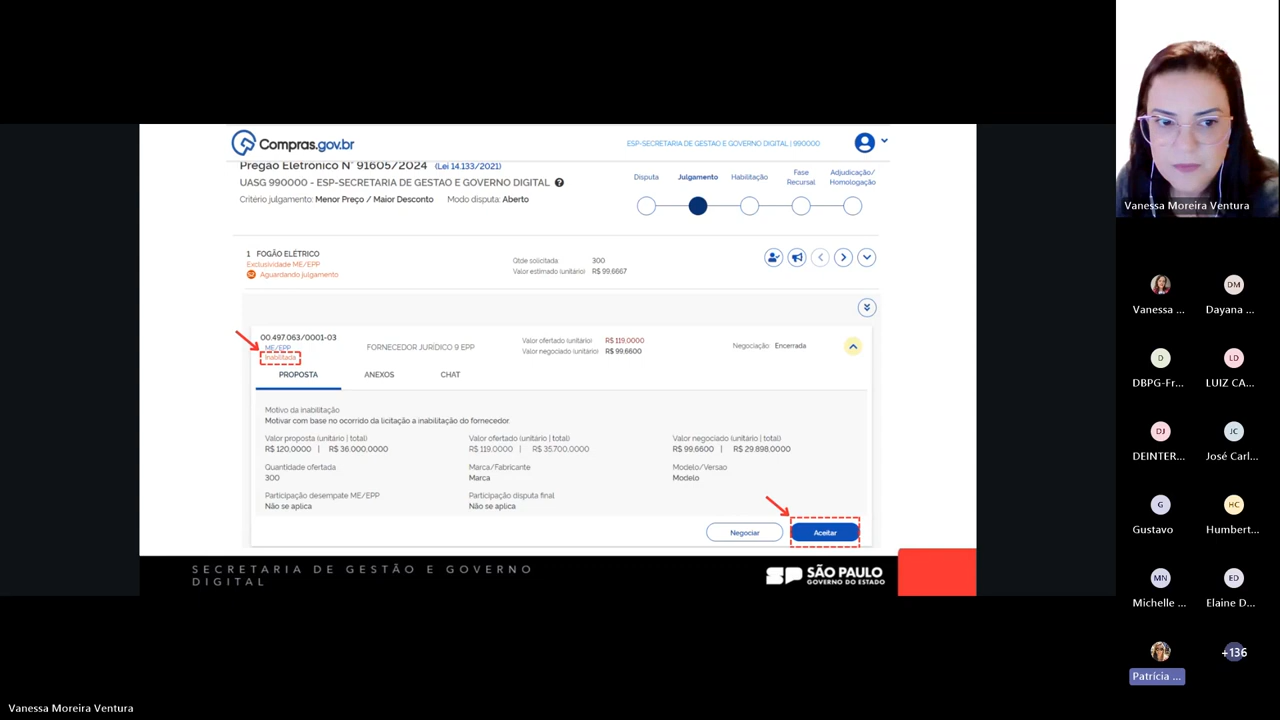 Compras.gov.br
ESP-SECRETARIA DE GESTAO E GOVERNO DIGITAL | 990000
Pregão Eletrônico N° 91605/2024 (Lei 14.133/2021)
UASG 990000 - ESP-SECRETARIA DE GESTAO E GOVERNO DIGITAL ?
Critério julgamento: Menor Preço / Maior Desconto Modo disputa: Aberto
Disputa
Julgamento
Habilitação
Fase Recursal
Adjudicação/ Homologação
1 FOGÃO ELÉTRICO
Exclusividade ME/EPP
Aguardando julgamento
Qtde solicitada 300
Valor estimado (unitário) R$ 99,6667
00.497.063/0001-03
ME/EPP
Inabilitada
FORNECEDOR JURÍDICO 9 EPP
Valor ofertado (unitário) R$ 119,0000
Valor negociado (unitário) R$ 99,6600
Negociação Encerrada
PROPOSTA ANEXOS CHAT
Motivo da inabilitação
Motivar com base no ocorrido da licitação a inabilitação do fornecedor.
Valor proposta (unitário | total) Valor ofertado (unitário | total) Valor negociado (unitário | total)
R$ 120,0000 | R$ 36.000,0000 R$ 119,0000 | R$ 35.700,0000 R$ 99,6600 | R$ 29.898,0000
Quantidade ofertada Marca/Fabricante Modelo/Versao
300 Marca Modelo
Participação desempate ME/EPP Participação disputa final
Não se aplica Não se aplica
Negociar Aceitar
SECRETARIA DE GESTÃO E GOVERNO
DIGITAL
SP SÃO PAULO
GOVERNO DO ESTADO
Vanessa Moreira Ventura
DM
Vanessa ... Dayana ...
D LD
DBPG-Fr... LUIZ CA...
DJ JC
DEINTER... José Carl...
G HC
Gustavo Humbert...
MN ED
Michelle ... Elaine D...
+136
Patrícia ...
Vanessa Moreira Ventura